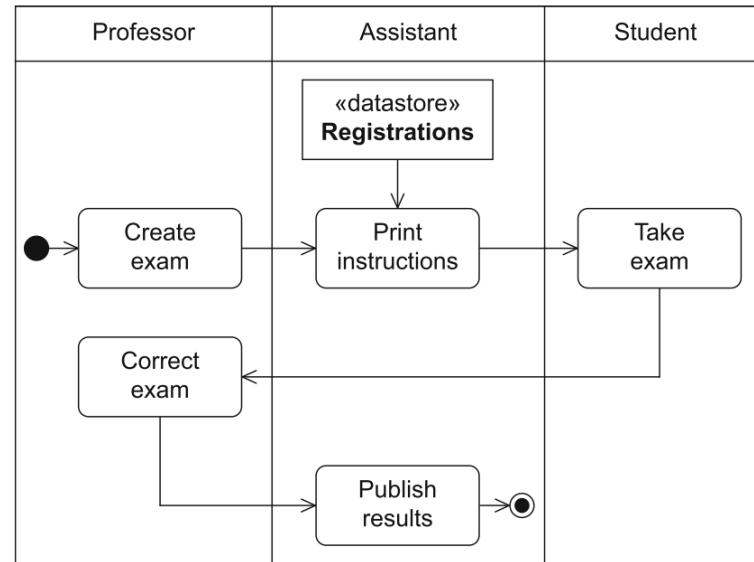 Professor
Assistant
Student
«datastore»
Registrations
Create
exam
Print
instructions
Take
exam
Correct
exam
Publish
results